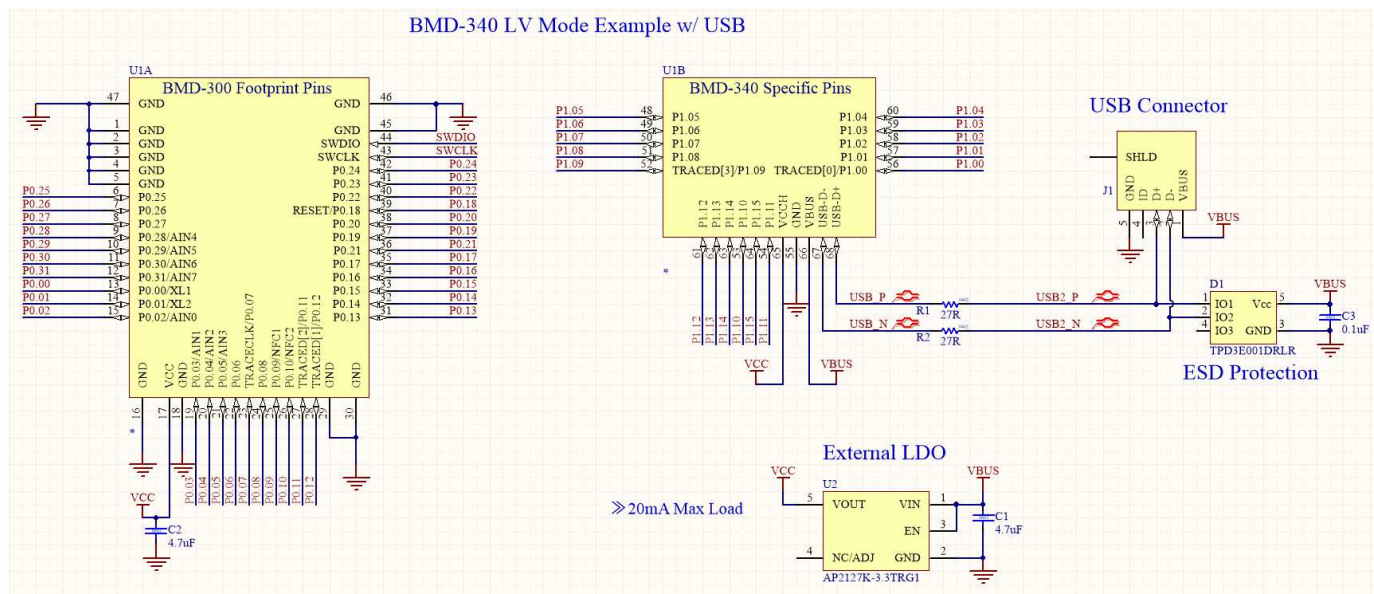 BMD-340 LV Mode Example w/ USB
U1A
BMD-300 Footprint Pins
47 GND GND 46
1 GND GND 45
2 GND SWDIO 44 SWDIO
3 GND SWCLK 43 SWCLK
4 GND P0.24 42 P0.24
5 GND P0.23 41 P0.23
P0.25 6 P0.25 P0.22 40 P0.22
P0.26 7 P0.26 RESET/P0.18 39 P0.18
P0.27 8 P0.27 P0.20 38 P0.20
P0.28 9 P0.28/AIN4 P0.19 37 P0.19
P0.29 10 P0.29/AIN5 P0.21 36 P0.21
P0.30 11 P0.30/AIN6 P0.17 35 P0.17
P0.31 12 P0.31/AIN7 P0.16 34 P0.16
P0.00 13 P0.00/XL1 P0.15 33 P0.15
P0.01 14 P0.01/XL2 P0.14 32 P0.14
P0.02 15 P0.02/AIN0 P0.13 31 P0.13
GND
VCC
GND
P0.03/AIN1
P0.04/AIN2
P0.05/AIN3
P0.06
TRACECLK/P0.07
P0.08
P0.09/NFC1
P0.10/NFC2
TRACED[2]/P0.11
TRACED[1]/P0.12
GND
GND
16 17 18 19 20 21 22 23 24 25 26 27 28 29 30
*
P0.03
P0.04
P0.05
P0.06
P0.07
P0.08
P0.09
P0.10
P0.11
P0.12
VCC
C2
4.7uF
U1B
BMD-340 Specific Pins
P1.05 48 P1.05 P1.04 60 P1.04
P1.06 49 P1.06 P1.03 59 P1.03
P1.07 50 P1.07 P1.02 58 P1.02
P1.08 51 P1.08 P1.01 57 P1.01
P1.09 52 TRACED[3]/P1.09 TRACED[0]/P1.00 56 P1.00
P1.12
P1.13
P1.14
P1.10
P1.15
P1.11
VCCH
GND
VBUS
USB-D-
USB-D+
61 62 63 53 64 54 65 55 66 67 68
*
P1.12
P1.13
P1.14
P1.10
P1.15
P1.11
VCC
VBUS
USB_P
R1
27R
USB2_P
USB_N
R2
27R
USB2_N
USB Connector
SHLD
J1
GND
ID
D+
D-
VBUS
5 4 3 2 1
VBUS
D1
1 IO1 Vcc 5
2 IO2
4 IO3 GND 3
TPD3E001DRLR
VBUS
C3
0.1uF
ESD Protection
External LDO
≫20mA Max Load
VCC
U2
VBUS
5 VOUT VIN 1
EN 3
4 NC/ADJ GND 2
AP2127K-3.3TRG1
C1
4.7uF